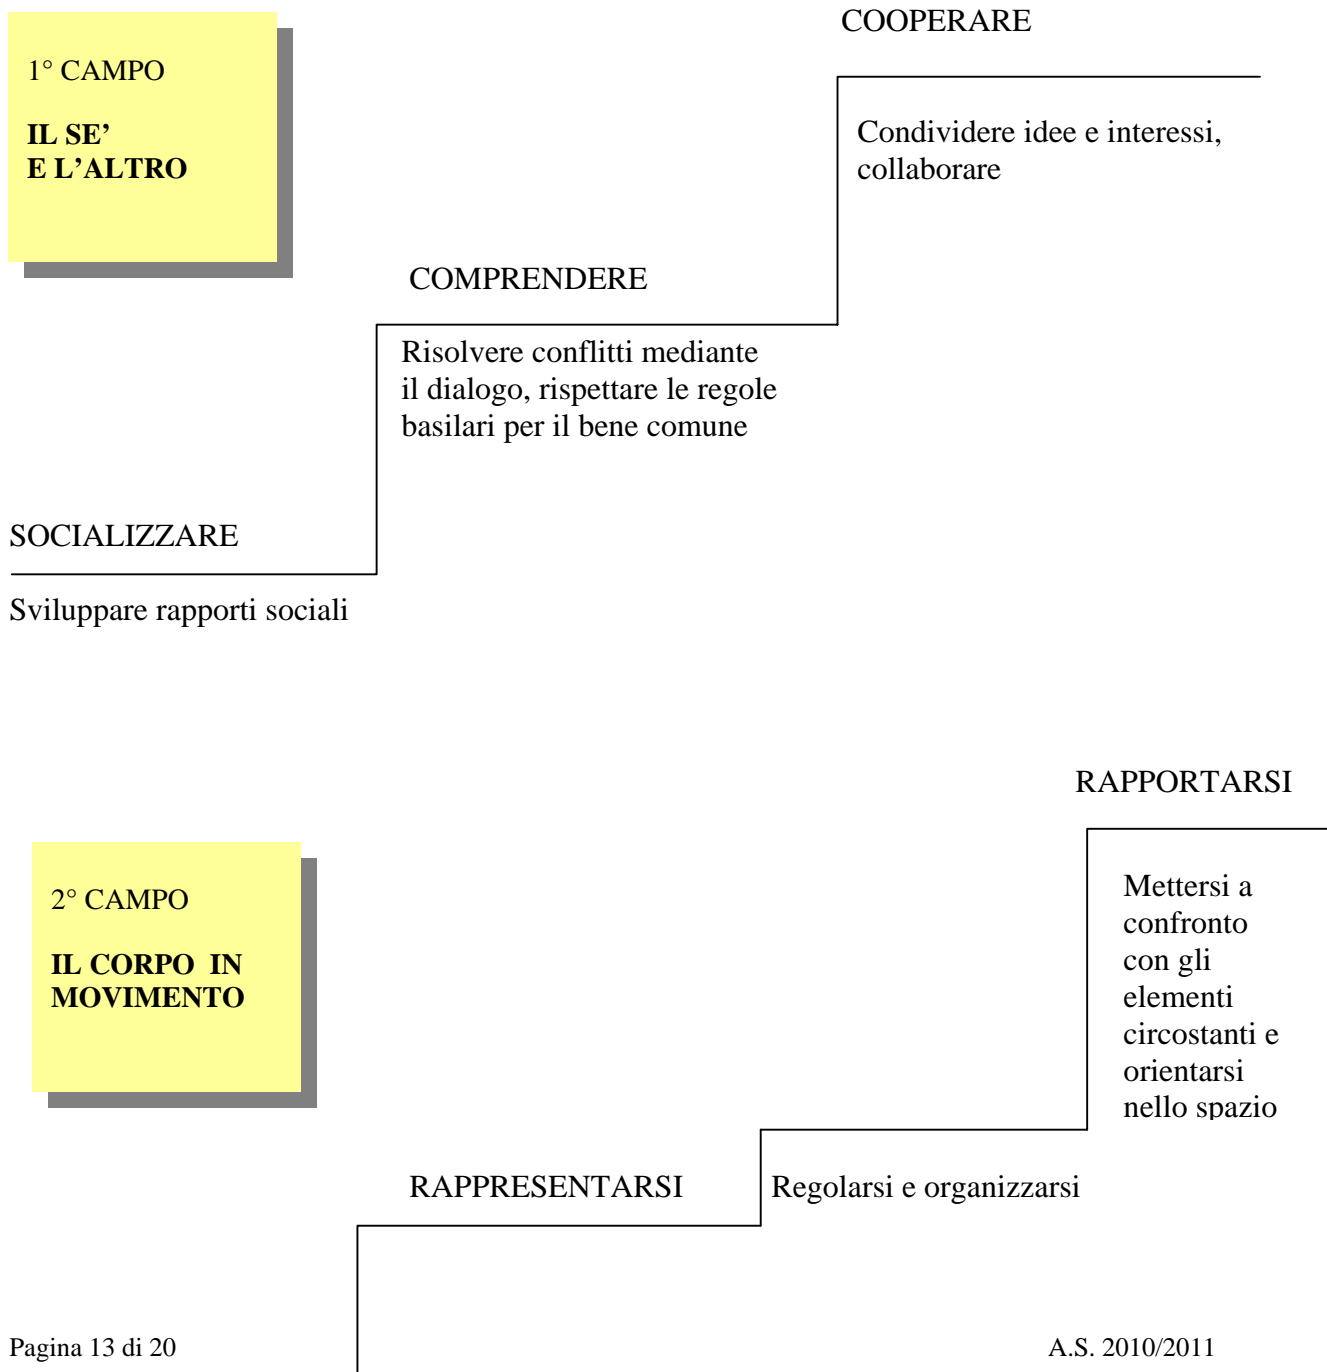 COOPERARE
1° CAMPO
IL SE’
E L’ALTRO
Condividere idee e interessi,
collaborare
COMPRENDERE
Risolvere conflitti mediante
il dialogo, rispettare le regole
basilari per il bene comune
SOCIALIZZARE
Sviluppare rapporti sociali
RAPPORTARSI
2° CAMPO
IL CORPO IN
MOVIMENTO
Mettersi a
confronto
con gli
elementi
circostanti e
orientarsi
nello spazio
RAPPRESENTARSI
Regolarsi e organizzarsi
Pagina 13 di 20
A.S. 2010/2011